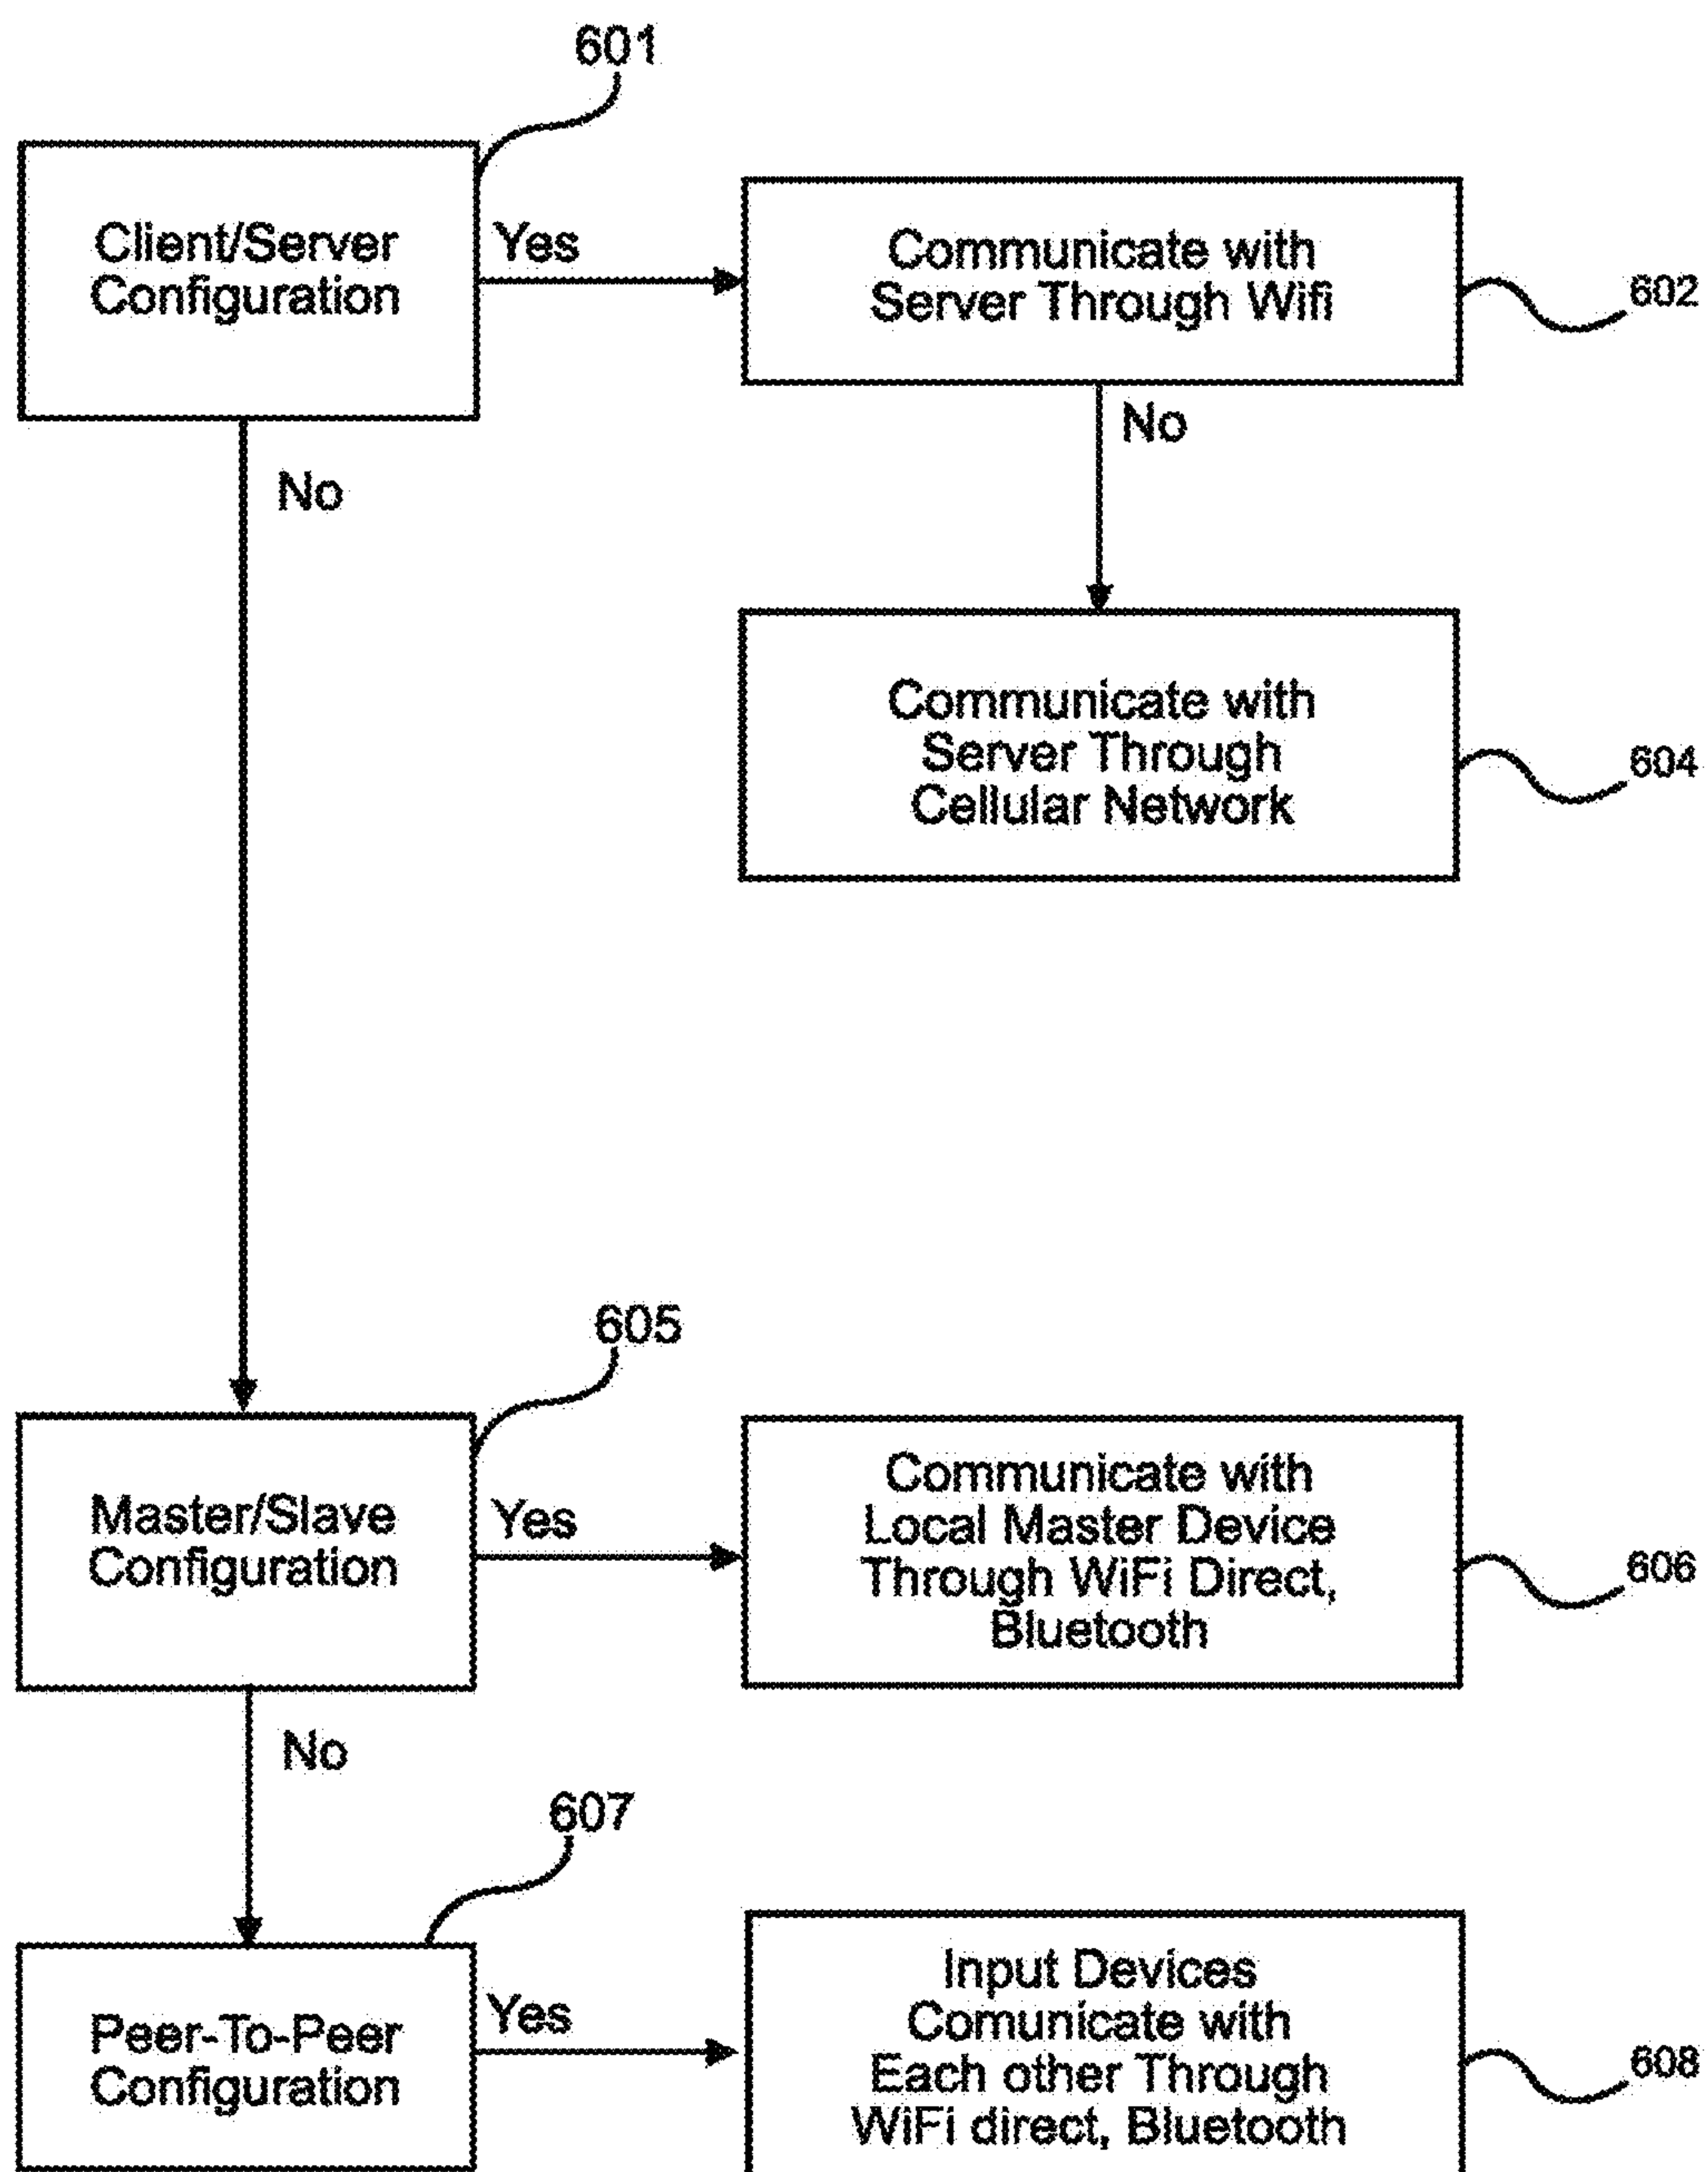 601
Client/Server
Configuration
Yes
Communicate with
Server Through Wifi
602
No
No
Communicate with
Server Through
Cellular Network
604
605
Master/Slave
Configuration
Yes
Communicate with
Local Master Device
Through WiFi Direct,
Bluetooth
606
No
607
Peer-To-Peer
Configuration
Yes
Input Devices
Comunicate with
Each other Through
WiFi direct, Bluetooth
608